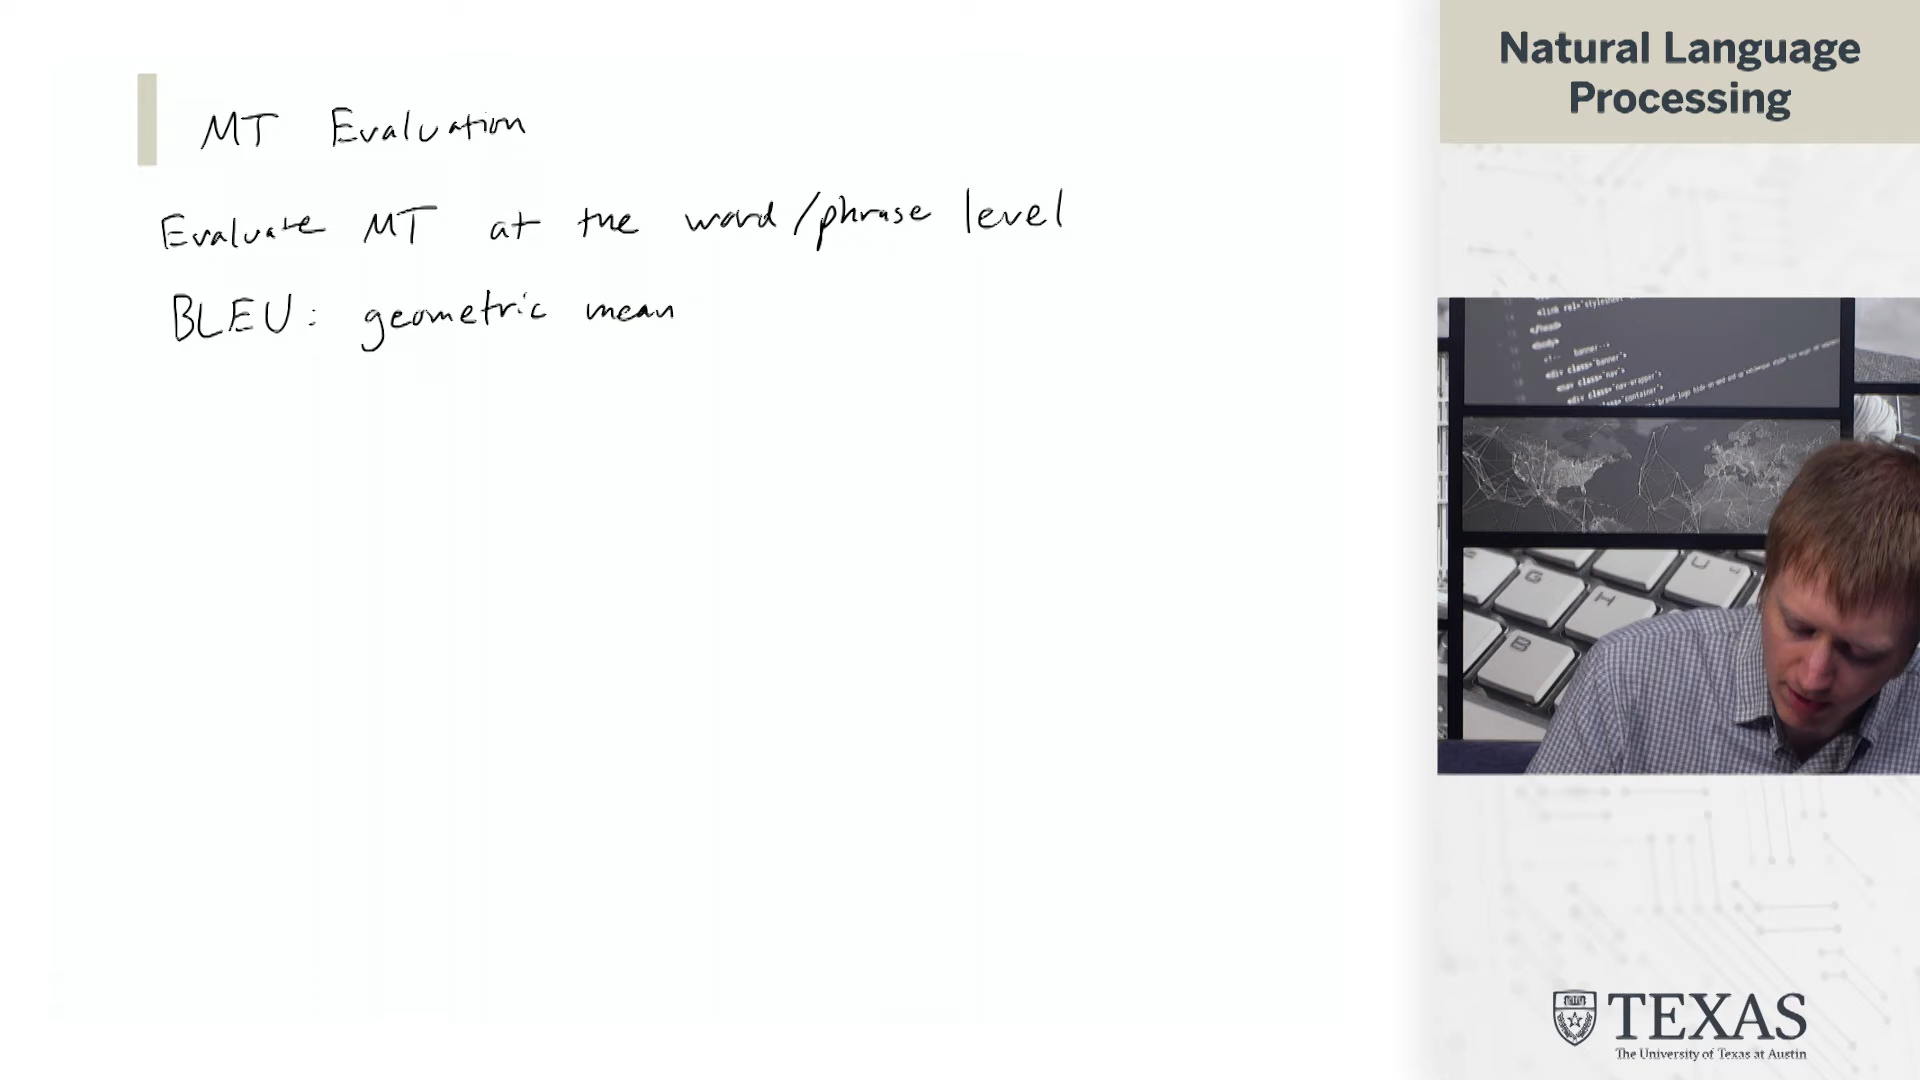 MT Evaluation
Evaluate MT at the word/phrase level
BLEU: geometric mean
Natural Language
Processing
G
H
U
B
TEXAS
The University of Texas at Austin